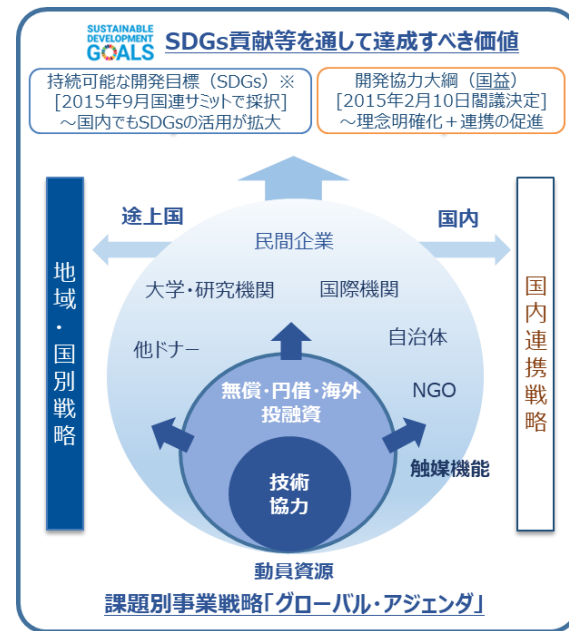 SUSTAINABLE
DEVELOPMENT
GOALS
SDGs貢献等を通して達成すべき価値
持続可能な開発目標（SDGs）※
[2015年9月国連サミットで採択]
～国内でもSDGsの活用が拡大
開発協力大綱（国益）
[2015年2月10日閣議決定]
～理念明確化＋連携の促進
途上国
国内
民間企業
大学・研究機関
国際機関
他ドナー
自治体
NGO
地域・国別戦略
国内連携戦略
無償・円借・海外
投融資
触媒機能
技術
協力
動員資源
課題別事業戦略「グローバル・アジェンダ」